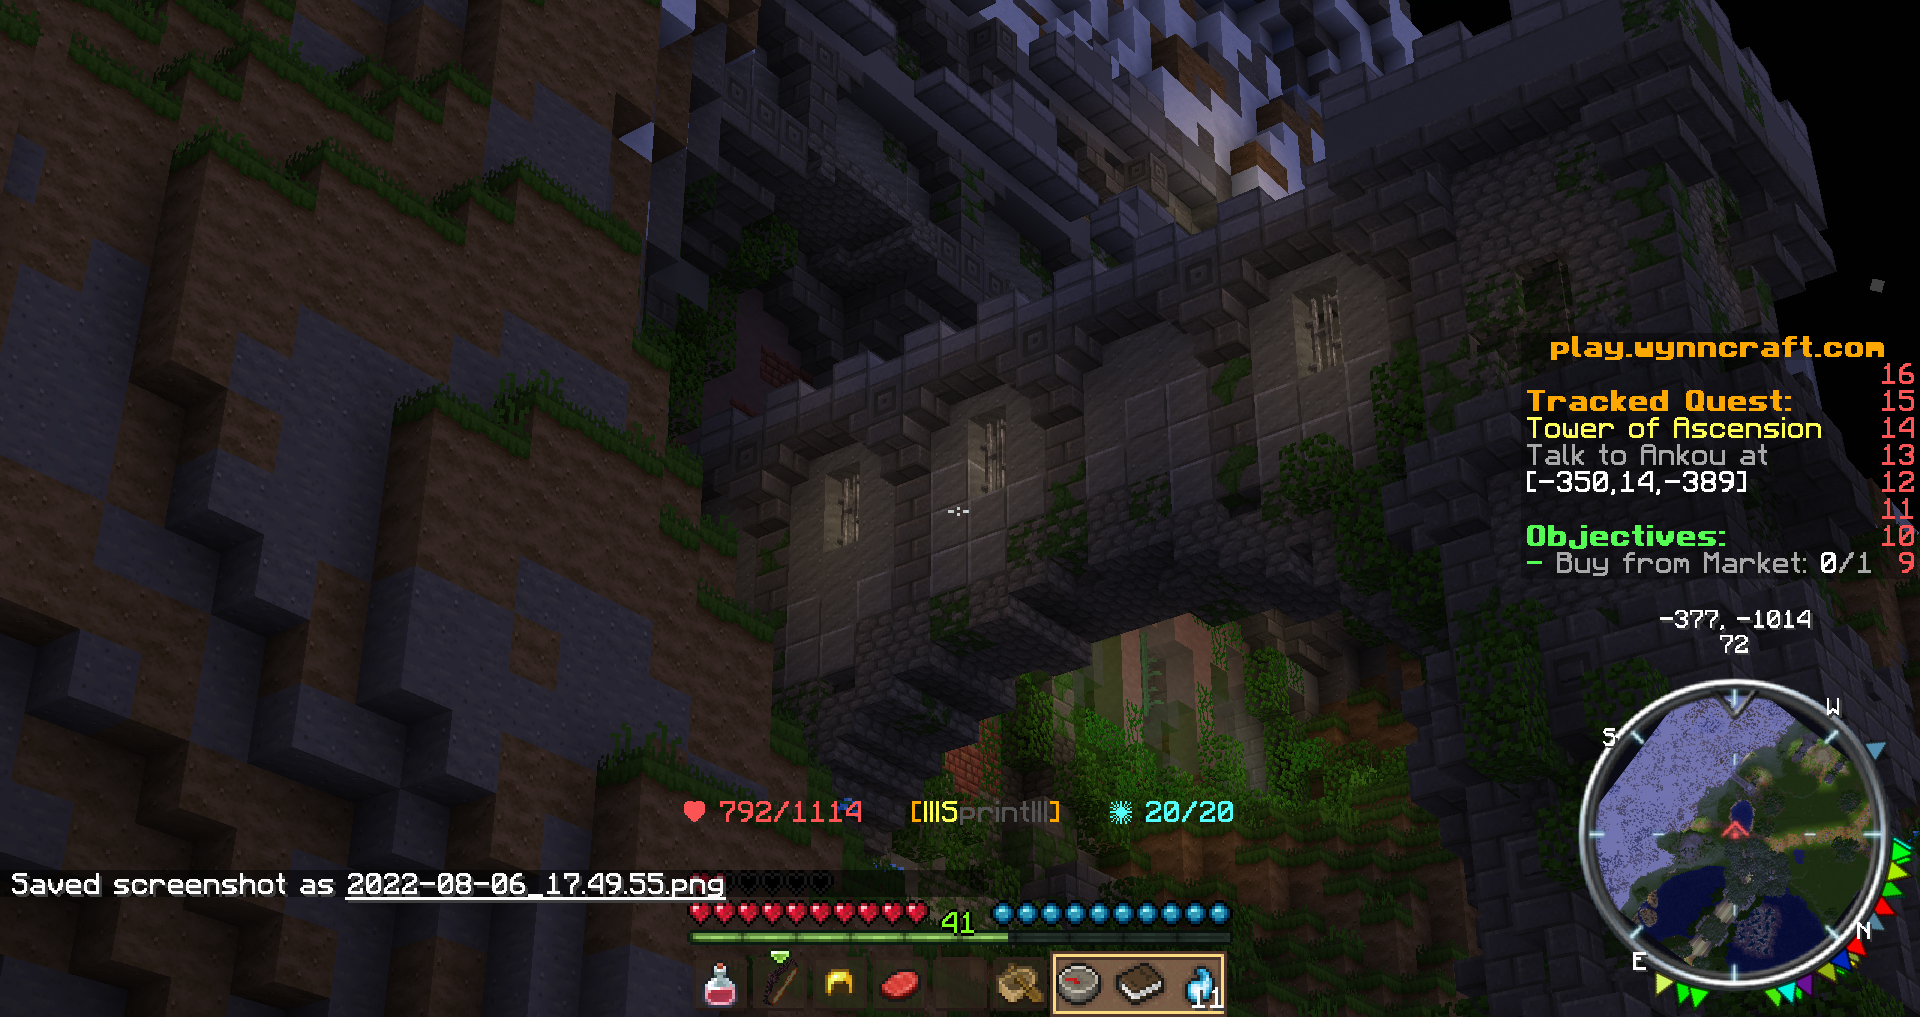 play.wynncraft.com
16
Tracked Quest: 15
Tower of Ascension 14
Talk to Ankou at 13
[-350,14,-389] 12
11
Objectives: 10
- Buy from Market: 0/1 9
-377, -1014
72
S
W
N
E
792/1114 [|||Sprint|||] 20/20
Saved screenshot as 2022-08-06_17.49.55.png
41
11